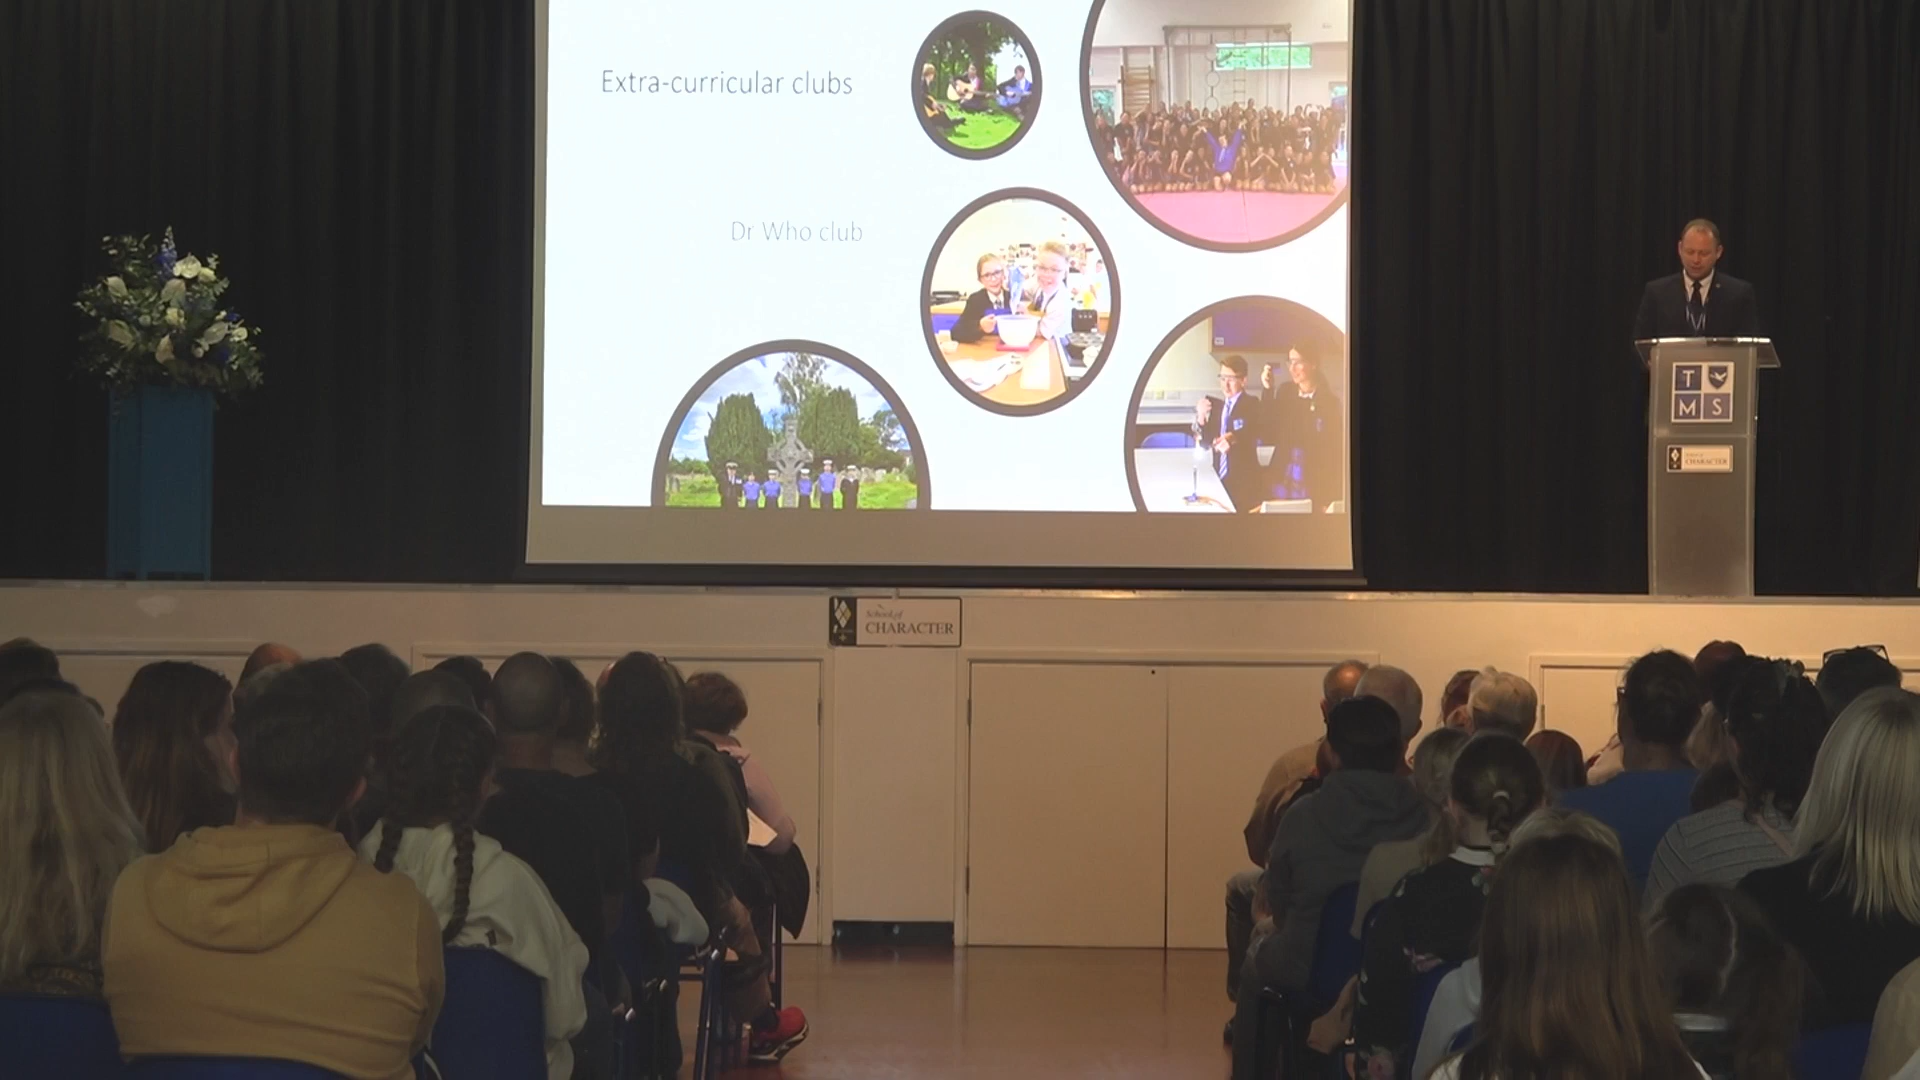 Extra-curricular clubs
Dr Who club
T
M S
CHARACTER
School of
CHARACTER